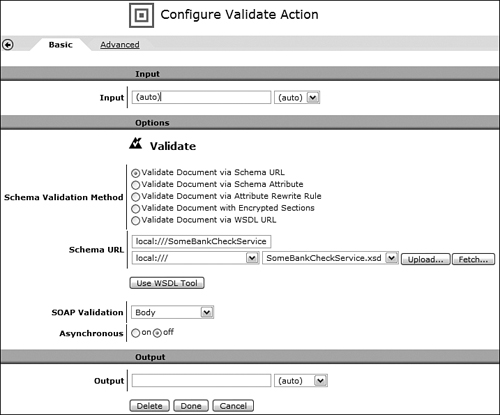 Configure Validate Action
Basic Advanced
Input
Input (auto) (auto)
Options
Validate
Schema Validation Method
Validate Document via Schema URL
Validate Document via Schema Attribute
Validate Document via Attribute Rewrite Rule
Validate Document with Encrypted Sections
Validate Document via WSDL URL
Schema URL
local:///SomeBankCheckService
local:/// SomeBankCheckService.xsd Upload... Fetch...
Use WSDL Tool
SOAP Validation Body
Asynchronous on off
Output
Output (auto)
Delete Done Cancel